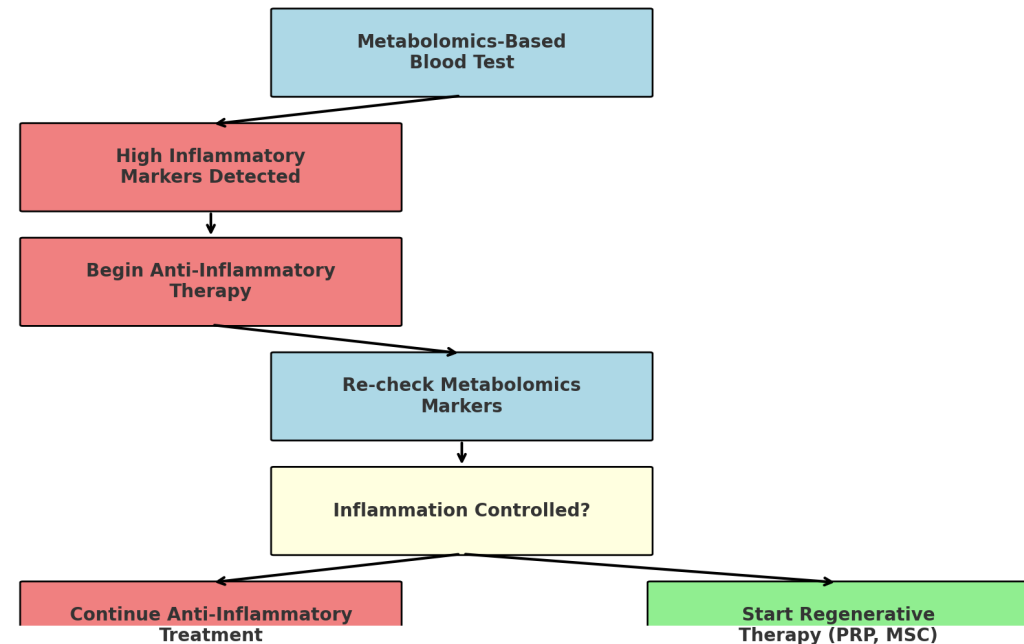 Metabolomics-Based
Blood Test
High Inflammatory
Markers Detected
Begin Anti-Inflammatory
Therapy
Re-check Metabolomics
Markers
Inflammation Controlled?
Continue Anti-Inflammatory
Treatment
Start Regenerative
Therapy (PRP, MSC)